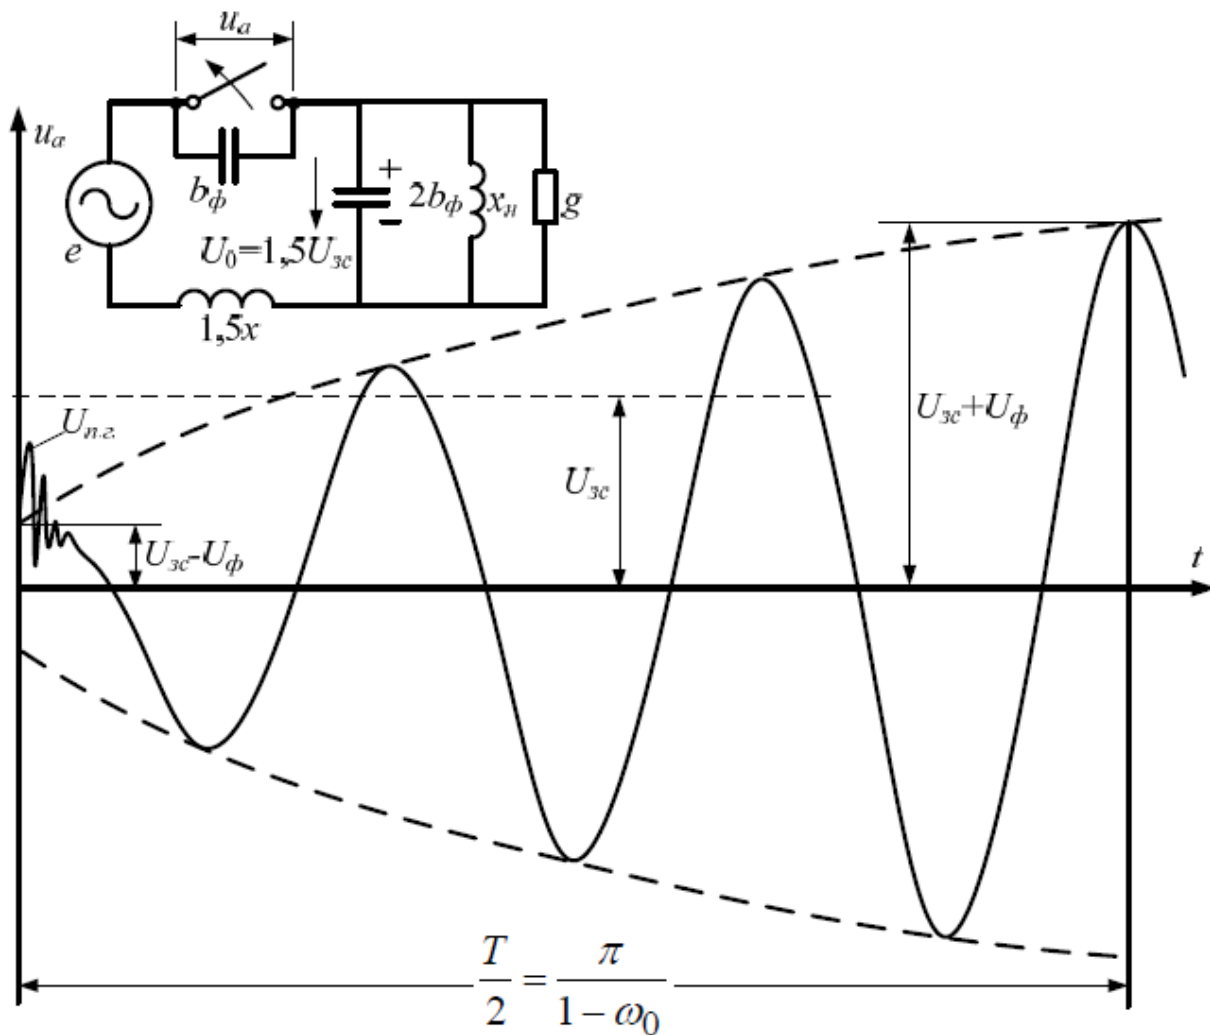 u_a
u_a
b_ф
2b_ф
x_н
g
e
U_0=1,5U_зс
1,5x
U_п.г.
U_зс+U_ф
U_зс
U_зс-U_ф
t
T/2 = π/(1-ω_0)